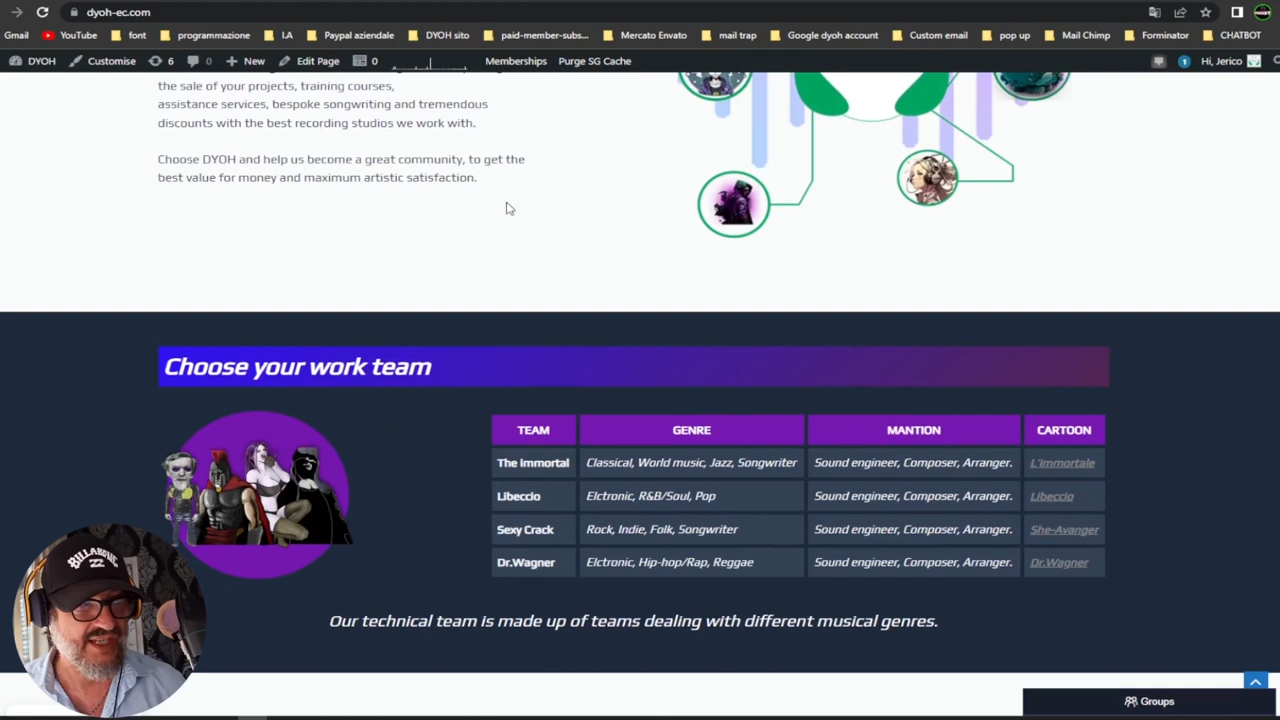 dyoh-ec.com
Gmail YouTube font programmazione I.A Paypal aziendale DYOH sito paid-member-subs... Mercato Envato mail trap Google dyoh account Custom email pop up Mail Chimp Forminator CHATBOT
DYOH Customise 6 0 New Edit Page 0 Memberships Purge SG Cache 1 Hi, Jerico
the sale of your projects, training courses,
assistance services, bespoke songwriting and tremendous
discounts with the best recording studios we work with.
Choose DYOH and help us become a great community, to get the
best value for money and maximum artistic satisfaction.
Choose your work team
TEAM GENRE MANTION CARTOON
The Immortal Classical, World music, Jazz, Songwriter Sound engineer, Composer, Arranger. L'immortale
Libeccio Elctronic, R&B/Soul, Pop Sound engineer, Composer, Arranger. Libeccio
Sexy Crack Rock, Indie, Folk, Songwriter Sound engineer, Composer, Arranger. She-Avanger
Dr.Wagner Elctronic, Hip-hop/Rap, Reggae Sound engineer, Composer, Arranger. Dr.Wagner
BILLABONG
Our technical team is made up of teams dealing with different musical genres.
Groups